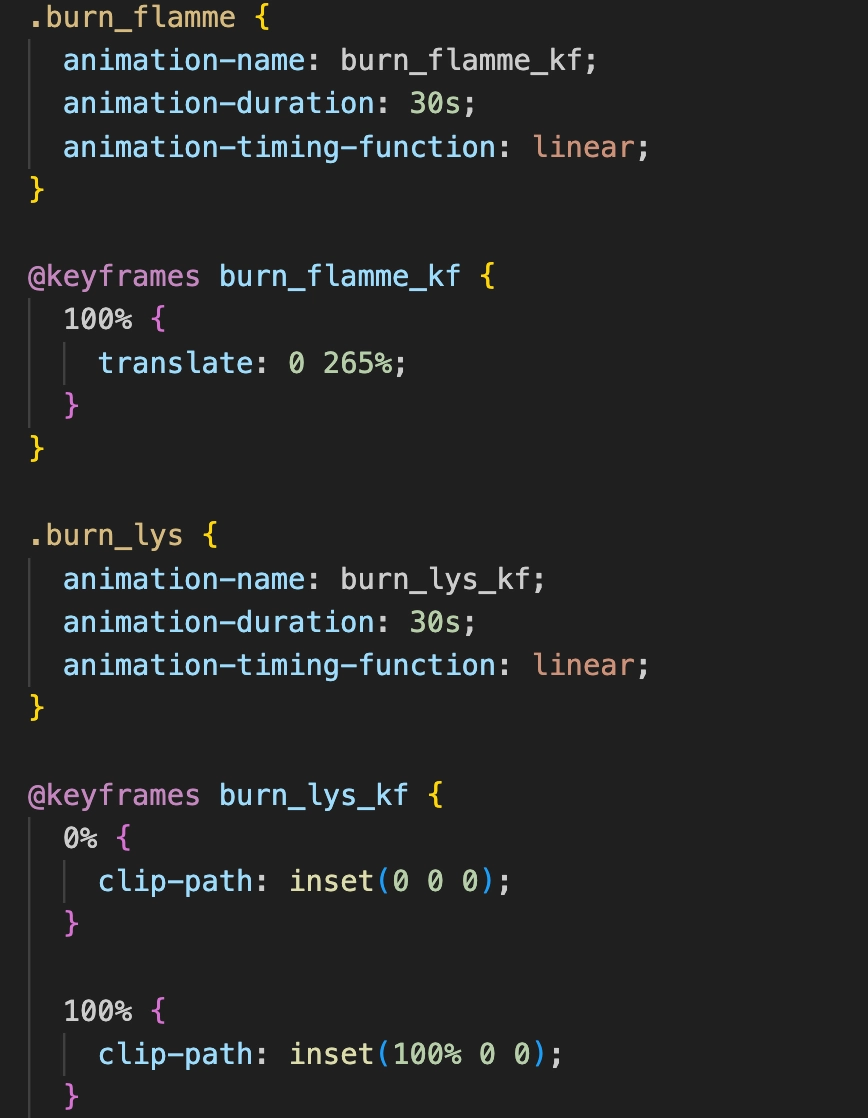 .burn_flamme {
  animation-name: burn_flamme_kf;
  animation-duration: 30s;
  animation-timing-function: linear;
}

@keyframes burn_flamme_kf {
  100% {
    translate: 0 265%;
  }
}

.burn_lys {
  animation-name: burn_lys_kf;
  animation-duration: 30s;
  animation-timing-function: linear;
}

@keyframes burn_lys_kf {
  0% {
    clip-path: inset(0 0 0);
  }

  100% {
    clip-path: inset(100% 0 0);
  }